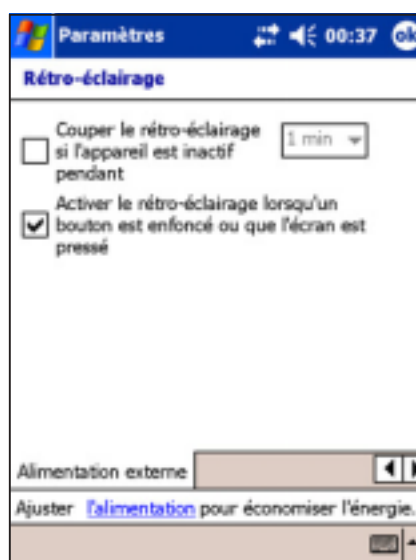 Paramètres 00:37 ok
Rétro-éclairage
Couper le rétro-éclairage
si l'appareil est inactif
pendant
1 min
Activer le rétro-éclairage lorsqu'un
bouton est enfoncé ou que l'écran est
pressé
Alimentation externe
Ajuster l'alimentation pour économiser l'énergie.